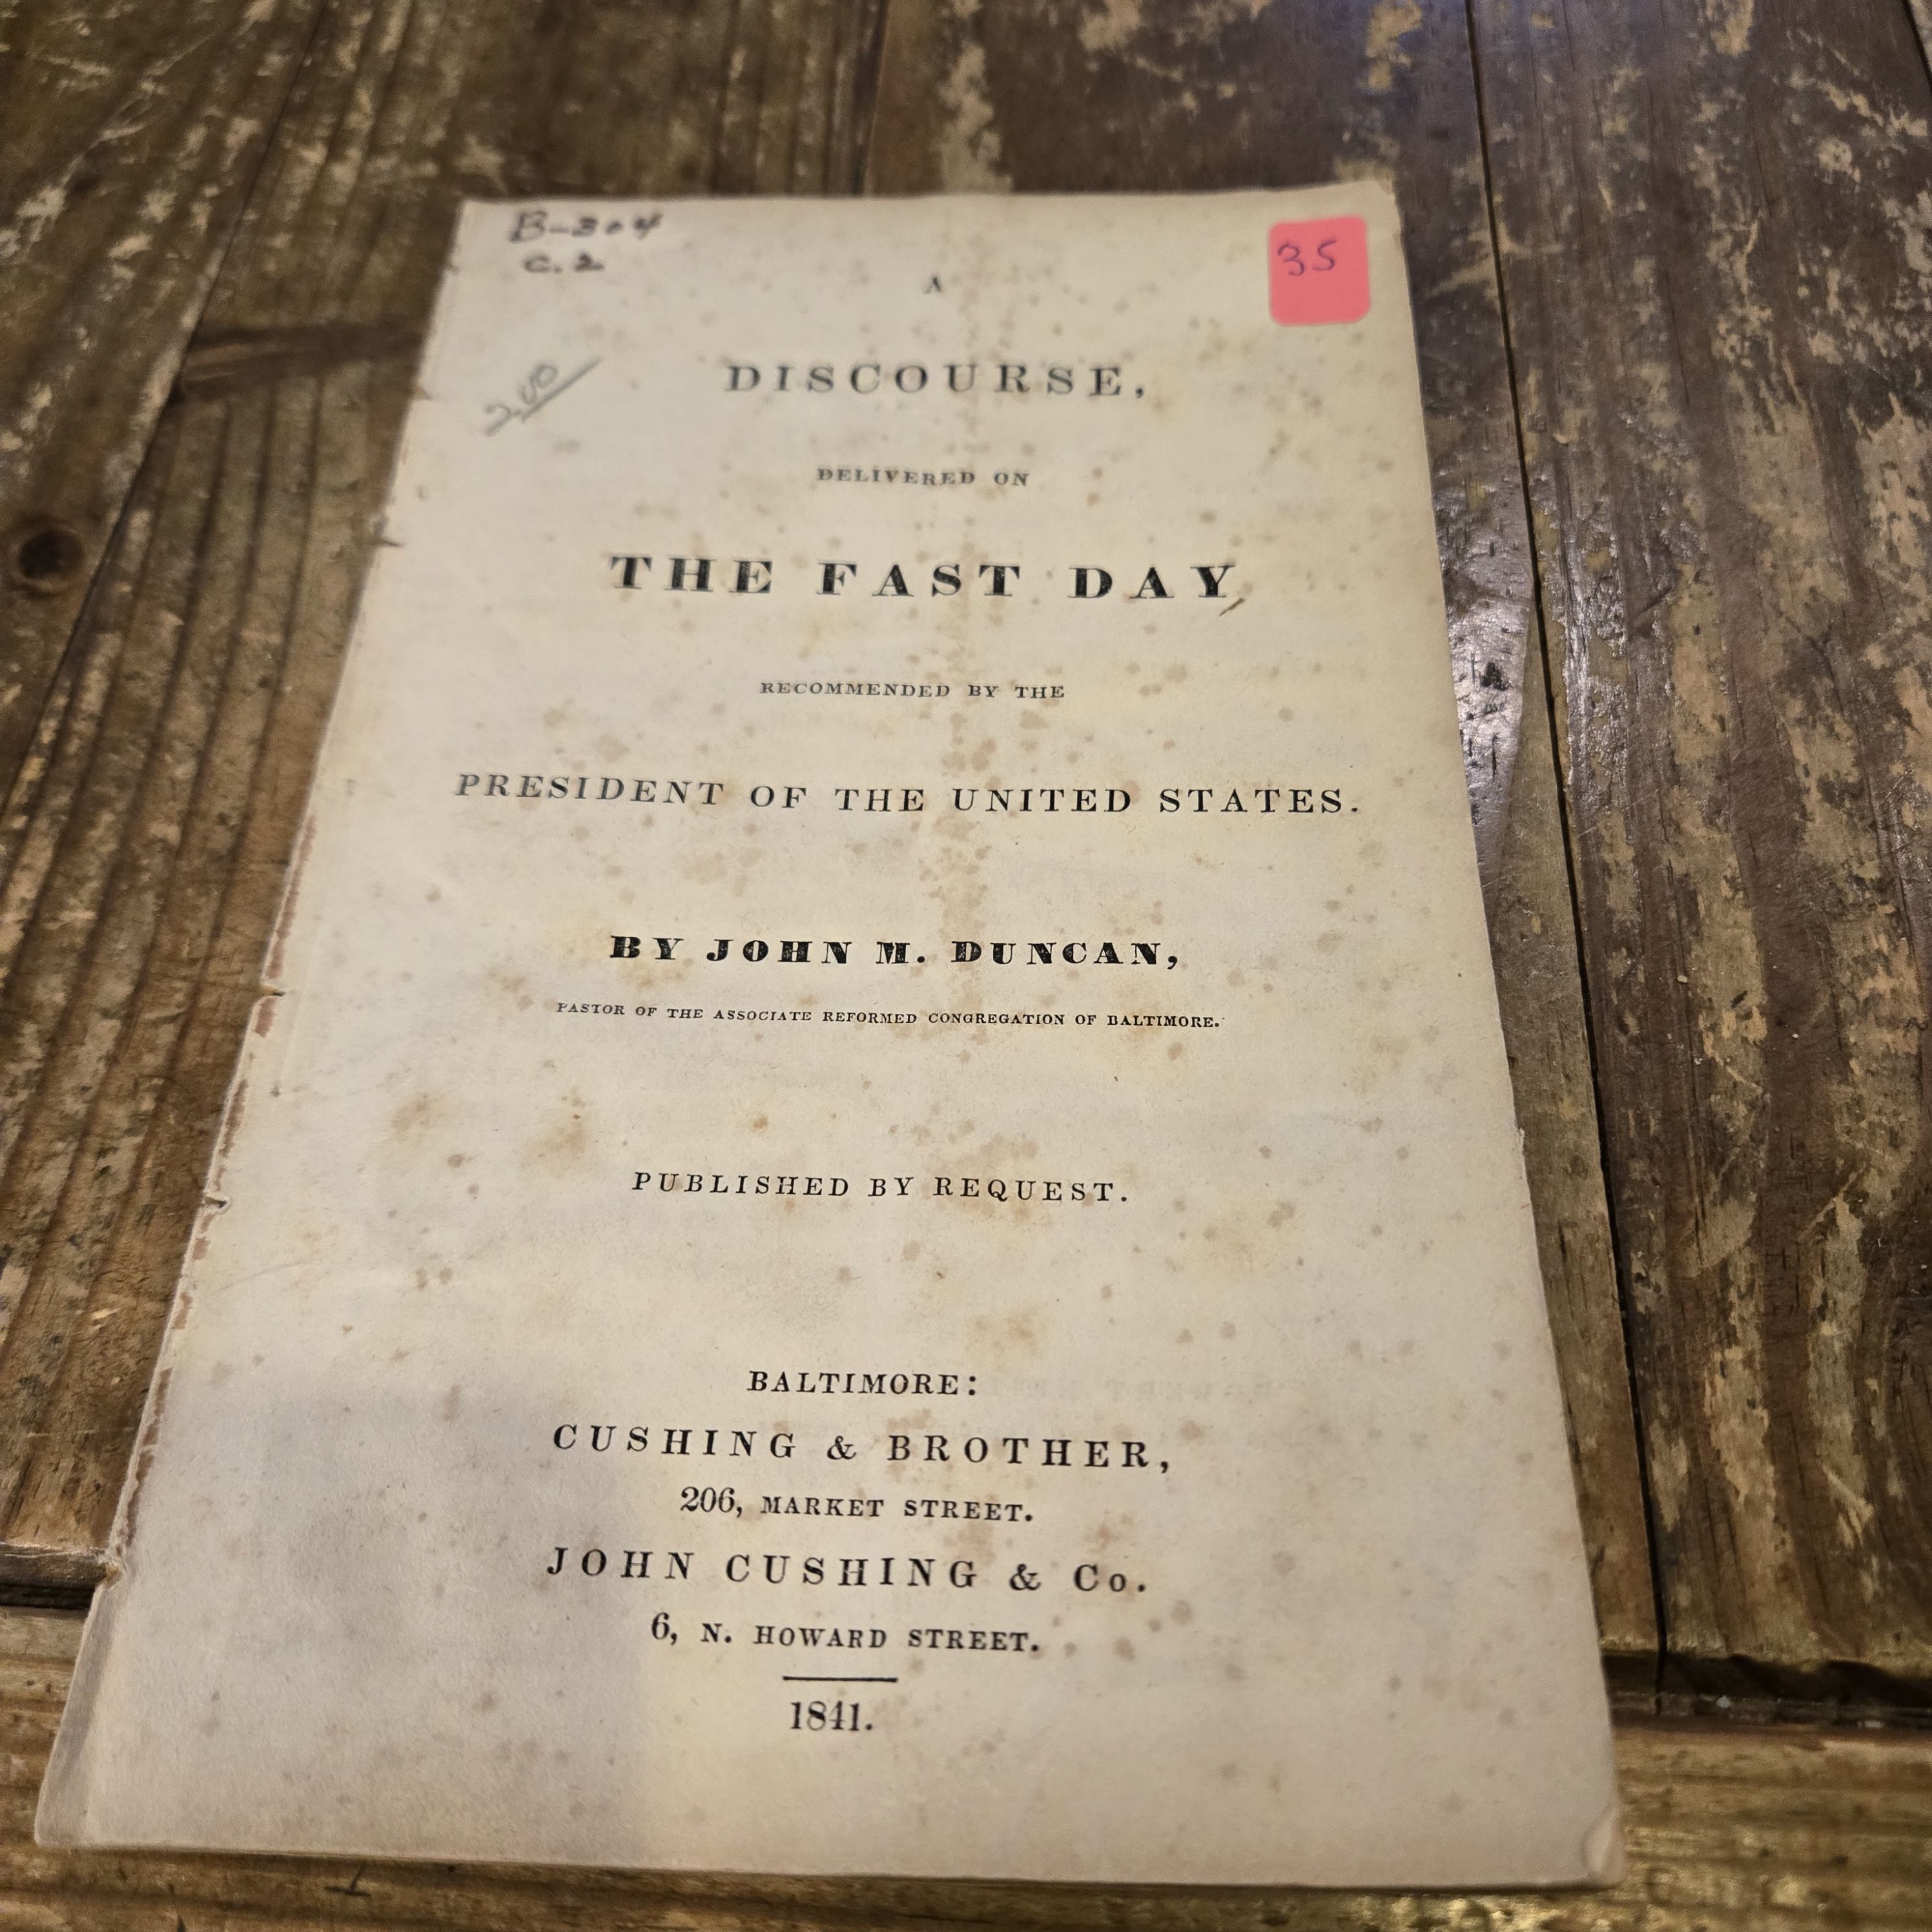 B-304
c.2
35
A
DISCOURSE,
2.00
DELIVERED ON
THE FAST DAY
RECOMMENDED BY THE
PRESIDENT OF THE UNITED STATES.
BY JOHN M. DUNCAN,
PASTOR OF THE ASSOCIATE REFORMED CONGREGATION OF BALTIMORE.
PUBLISHED BY REQUEST.
BALTIMORE:
CUSHING & BROTHER,
206, MARKET STREET.
JOHN CUSHING & Co.
6, N. HOWARD STREET.
1841.